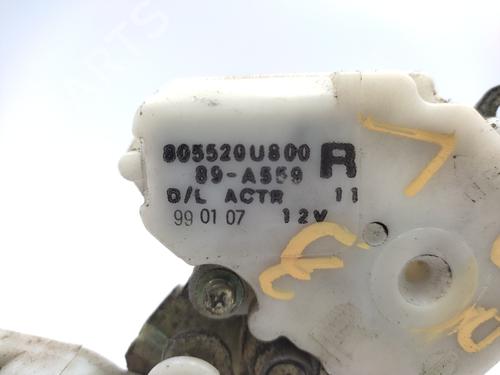 805520U800 R
89-A559
D/L ACTR 11
99 01 07 12V